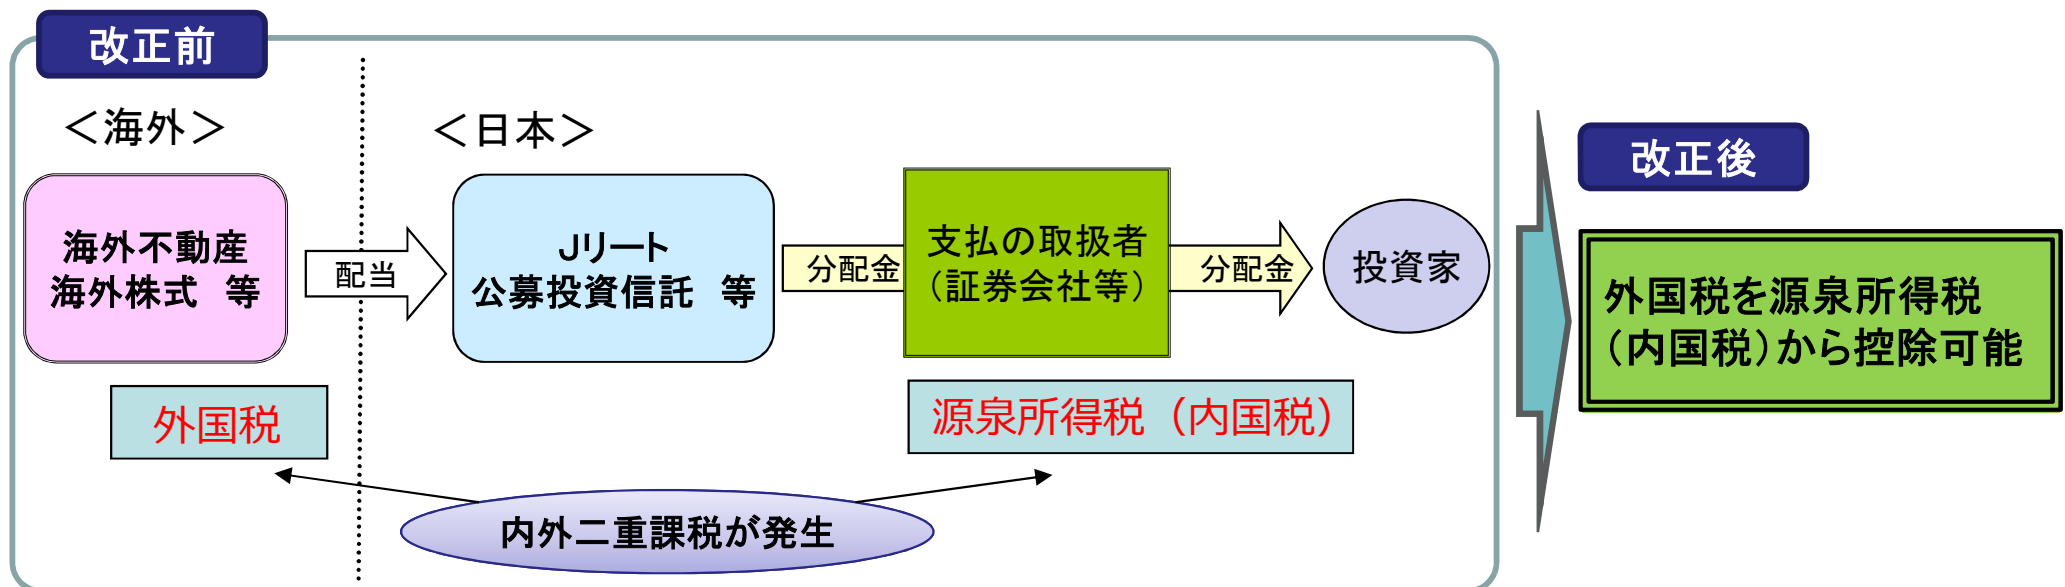 改正前
＜海外＞
＜日本＞
海外不動産
海外株式　等
配当
Ｊリート
公募投資信託　等
分配金
支払の取扱者
（証券会社等）
分配金
投資家
外国税
源泉所得税（内国税）
内外二重課税が発生
改正後
外国税を源泉所得税
（内国税）から控除可能